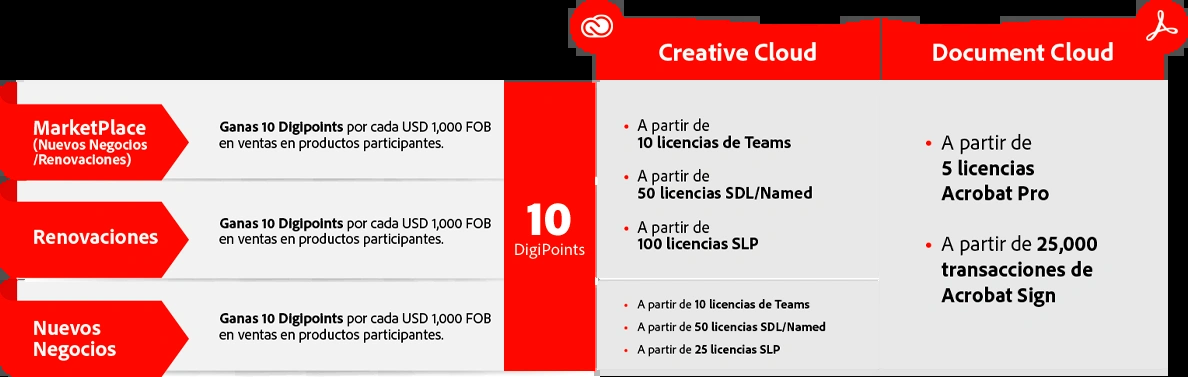 Creative Cloud
Document Cloud
MarketPlace
(Nuevos Negocios
/Renovaciones)
Ganas 10 Digipoints por cada USD 1,000 FOB
en ventas en productos participantes.
Renovaciones
Ganas 10 Digipoints por cada USD 1,000 FOB
en ventas en productos participantes.
Nuevos
Negocios
Ganas 10 Digipoints por cada USD 1,000 FOB
en ventas en productos participantes.
10
DigiPoints
• A partir de
10 licencias de Teams
• A partir de
50 licencias SDL/Named
• A partir de
100 licencias SLP
• A partir de 10 licencias de Teams
• A partir de 50 licencias SDL/Named
• A partir de 25 licencias SLP
• A partir de
5 licencias
Acrobat Pro
• A partir de 25,000
transacciones de
Acrobat Sign